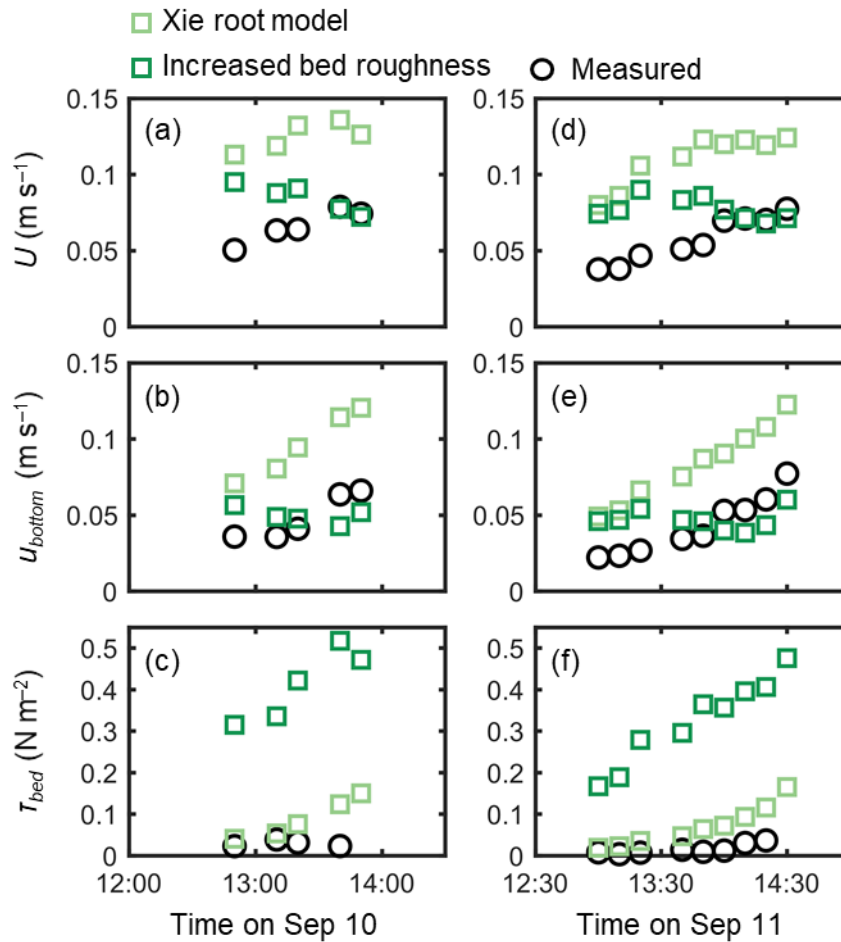 Xie root model
Increased bed roughness Measured
0.15 (a) (d) 0.15
U (m s⁻¹) 0.1 0.1
0.05 0.05
0 0
0.15 (b) (e) 0.15
u_bottom (m s⁻¹) 0.1 0.1
0.05 0.05
0 0
(c) (f)
τ_bed (N m⁻²) 0.5 0.5
0.4 0.4
0.3 0.3
0.2 0.2
0.1 0.1
0 0
12:00 13:00 14:00 12:30 13:30 14:30
Time on Sep 10 Time on Sep 11